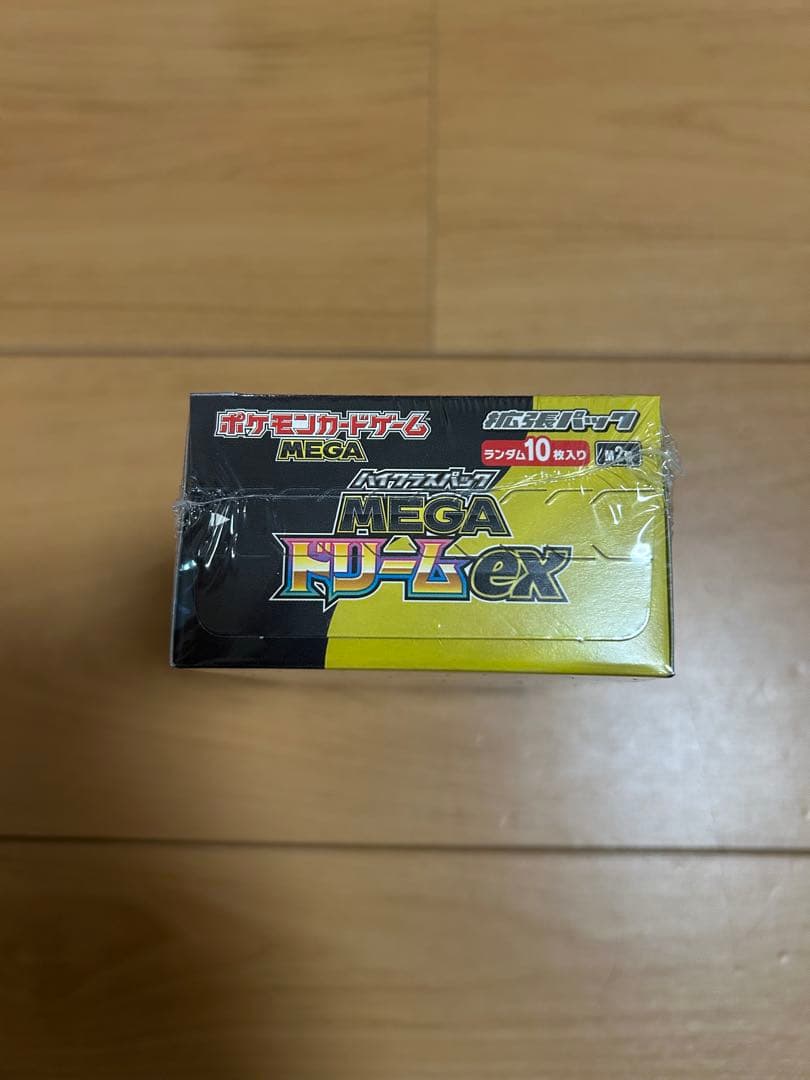 ポケモンカードゲーム
MEGA
拡張パック
ランダム10枚入り
ハイクラスパック
MEGA
ドリームex